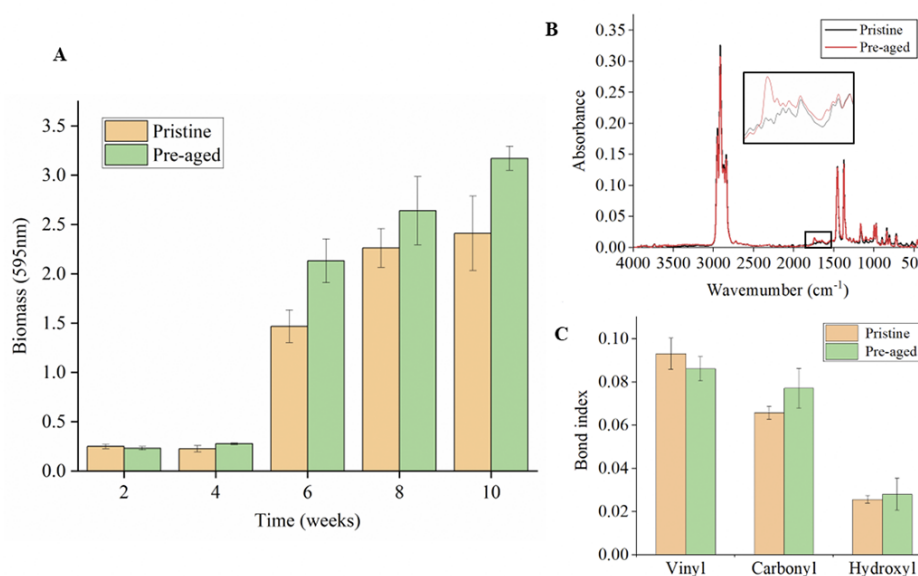 A
Pristine
Pre-aged
3.5
3.0
2.5
2.0
1.5
1.0
0.5
0.0
Biomass (595nm)
2 4 6 8 10
Time (weeks)
B
Pristine
Pre-aged
0.35
0.30
0.25
0.20
0.15
0.10
0.05
0.00
Absorbance
4000 3500 3000 2500 2000 1500 1000 500
Wavemumber (cm-1)
C
Pristine
Pre-aged
0.10
0.08
0.06
0.04
0.02
0.00
Bond index
Vinyl Carbonyl Hydroxyl